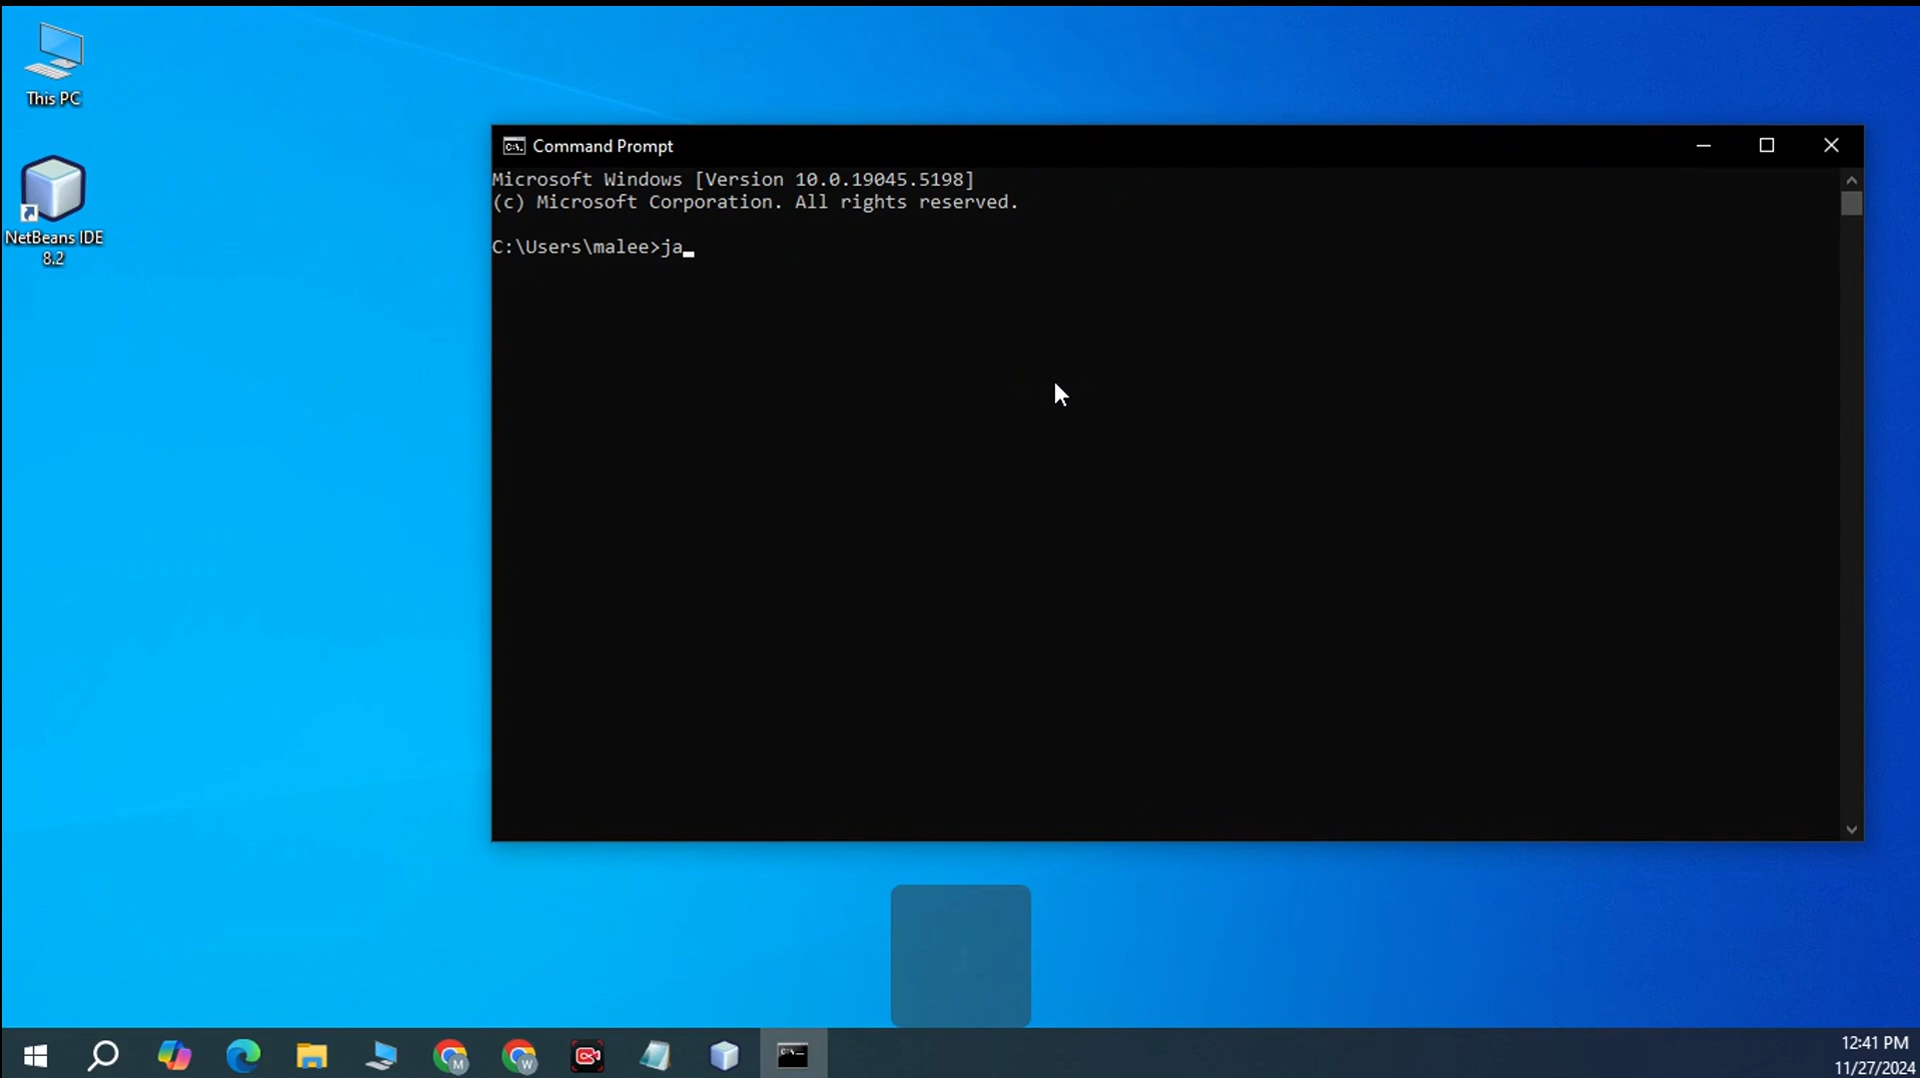 This PC
NetBeans IDE
8.2
Command Prompt
Microsoft Windows [Version 10.0.19045.5198]
(c) Microsoft Corporation. All rights reserved.
C:\Users\malee>ja
M
W
12:41 PM
11/27/2024